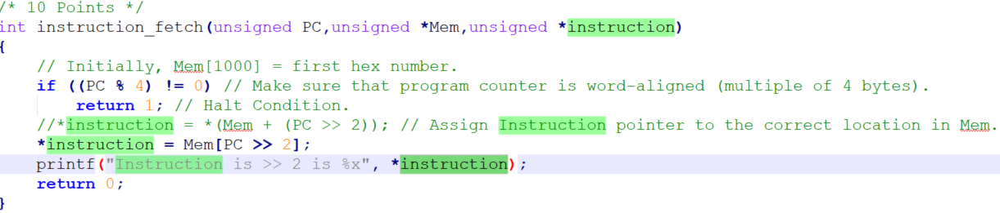 /* 10 Points */
int instruction_fetch(unsigned PC,unsigned *Mem,unsigned *instruction)
{
    // Initially, Mem[1000] = first hex number.
    if ((PC % 4) != 0) // Make sure that program counter is word-aligned (multiple of 4 bytes).
        return 1; // Halt Condition.
    //*instruction = *(Mem + (PC >> 2)); // Assign Instruction pointer to the correct location in Mem.
    *instruction = Mem[PC >> 2];
    printf("Instruction is >> 2 is %x", *instruction);
    return 0;
}